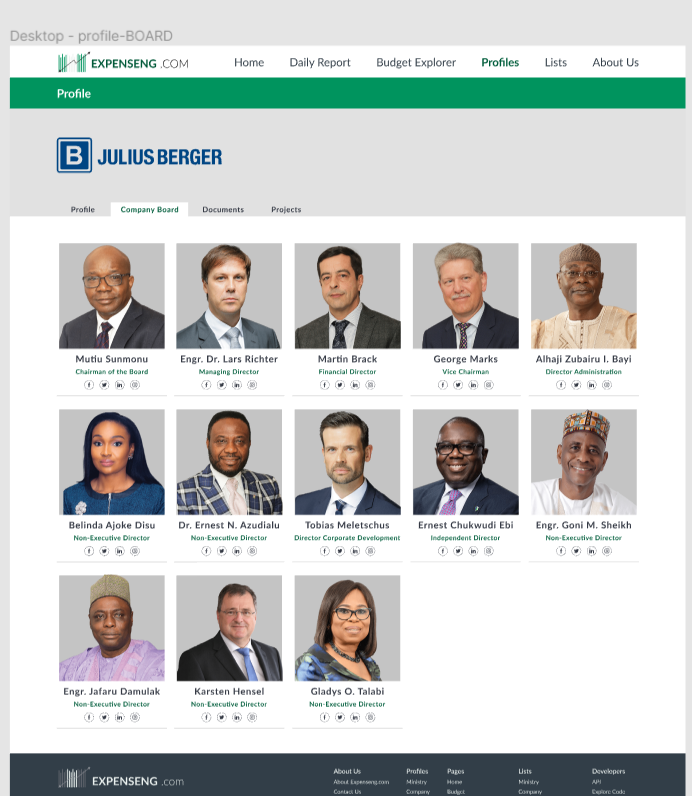 Desktop - profile-BOARD
EXPENSENG .COM
Home Daily Report Budget Explorer Profiles Lists About Us
Profile
B JULIUS BERGER
Profile Company Board Documents Projects
Mutiu Sunmonu Engr. Dr. Lars Richter Martin Brack George Marks Alhaji Zubairu I. Bayi
Chairman of the Board Managing Director Financial Director Vice Chairman Director Administration
Belinda Ajoke Disu Dr. Ernest N. Azudialu Tobias Meletschus Ernest Chukwudi Ebi Engr. Goni M. Sheikh
Non-Executive Director Non-Executive Director Director Corporate Development Independent Director Non-Executive Director
Engr. Jafaru Damulak Karsten Hensel Gladys O. Talabi
Non-Executive Director Non-Executive Director Non-Executive Director
EXPENSENG .com
About Us Profiles Pages Lists Developers
About Expenseng.com Ministry Home Ministry API
Contact Us Company Budget Company Explore Code